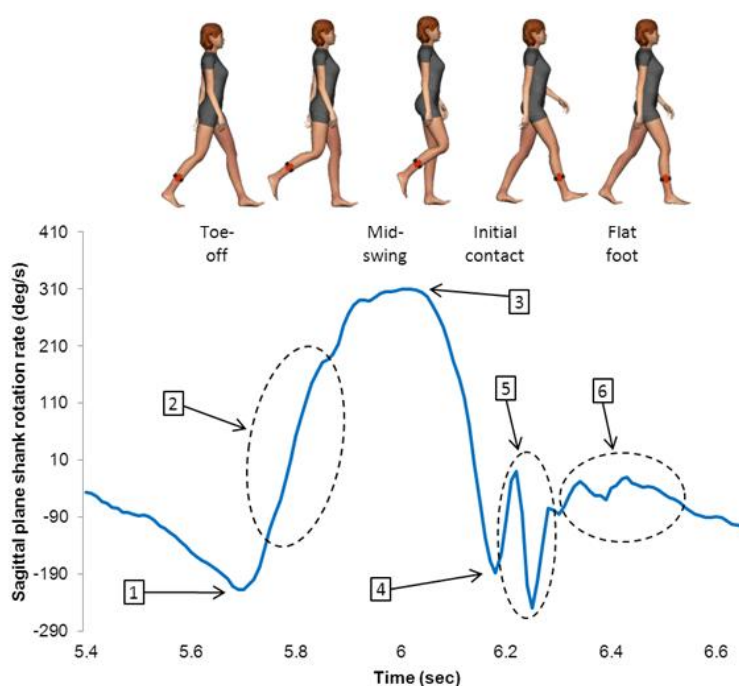 Toe-
off
Mid-
swing
Initial
contact
Flat
foot
Sagittal plane shank rotation rate (deg/s)
410
310
210
110
10
-90
-190
-290
3
2
5
6
1
4
5.4
5.6
5.8
6
6.2
6.4
6.6
Time (sec)